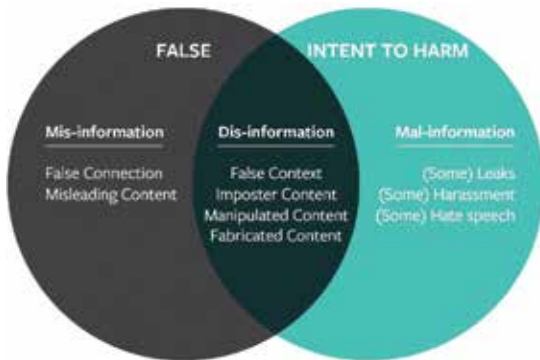 FALSE
INTENT TO HARM
Mis-information
False Connection
Misleading Content
Dis-information
False Context
Imposter Content
Manipulated Content
Fabricated Content
Mal-information
(Some) Leaks
(Some) Harassment
(Some) Hate speech